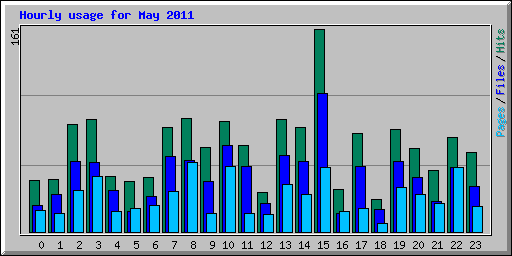 Hourly usage for May 2011
161
Pages / Files / Hits
0 1 2 3 4 5 6 7 8 9 10 11 12 13 14 15 16 17 18 19 20 21 22 23